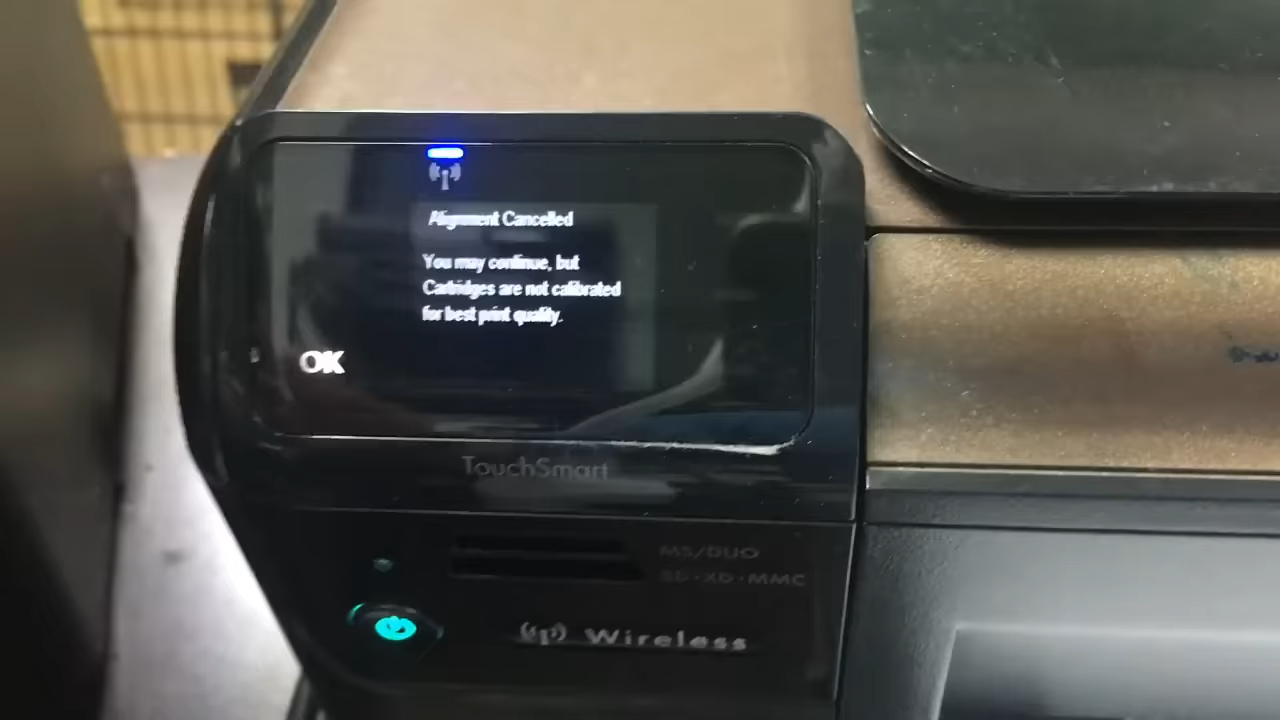 Alignment Cancelled
You may continue, but
Cartridges are not calibrated
for best print quality.
OK
TouchSmart
MS/DUO
SD·XD·MMC
Wireless